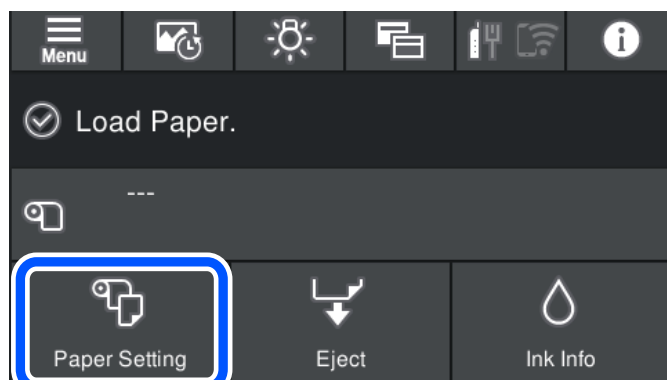 Menu
Load Paper.
---
Paper Setting
Eject
Ink Info